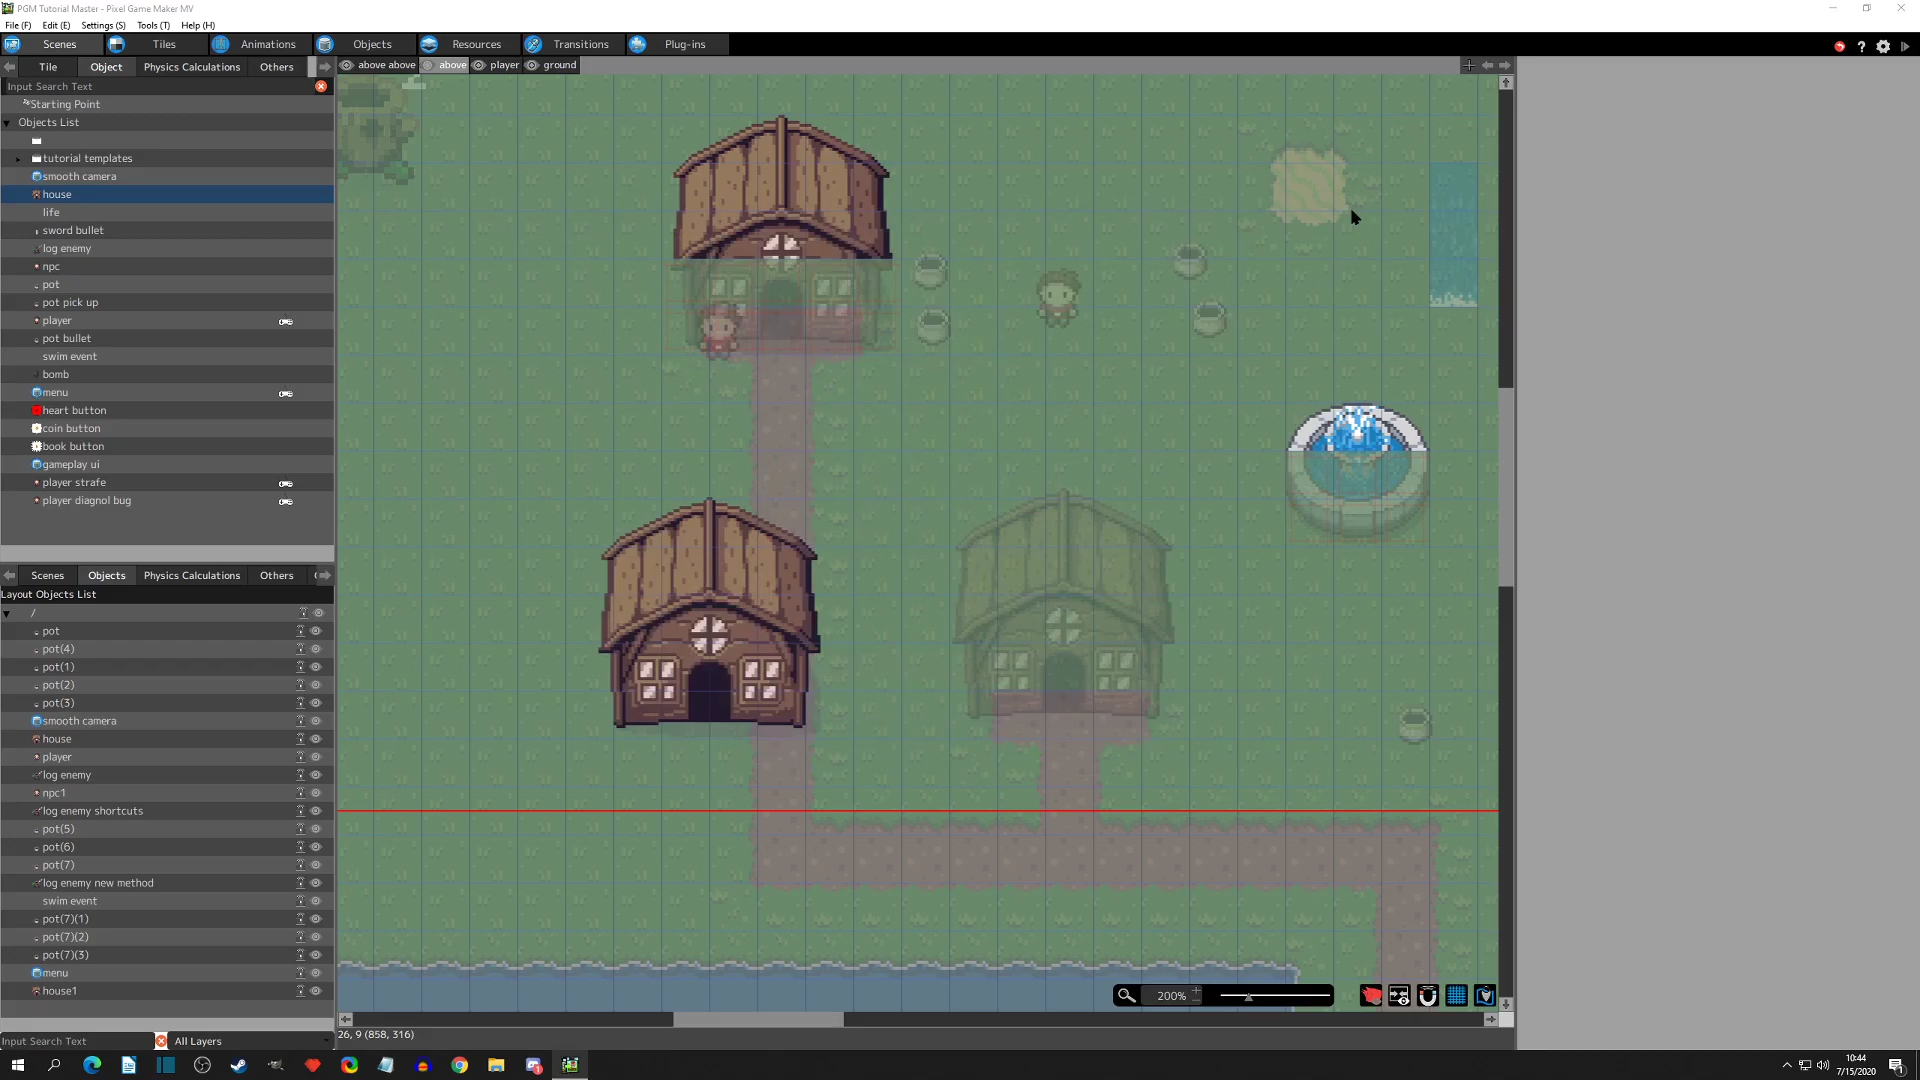 PGM Tutorial Master - Pixel Game Maker MV
File (F) Edit (E) Settings (S) Tools (T) Help (H)
Scenes Tiles Animations Objects Resources Transitions Plug-ins
Tile Object Physics Calculations Others
above above above player ground
Input Search Text
Starting Point
Objects List
tutorial templates
smooth camera
house
life
sword bullet
log enemy
npc
pot
pot pick up
player
pot bullet
swim event
bomb
menu
heart button
coin button
book button
gameplay ui
player strafe
player diagnol bug
Scenes Objects Physics Calculations Others
Layout Objects List
/
pot
pot(4)
pot(1)
pot(2)
pot(3)
smooth camera
house
player
log enemy
npc1
log enemy shortcuts
pot(5)
pot(6)
pot(7)
log enemy new method
swim event
pot(7)(1)
pot(7)(2)
pot(7)(3)
menu
house1
200%
Input Search Text All Layers
26, 9 (858, 316)
10:44
7/15/2020